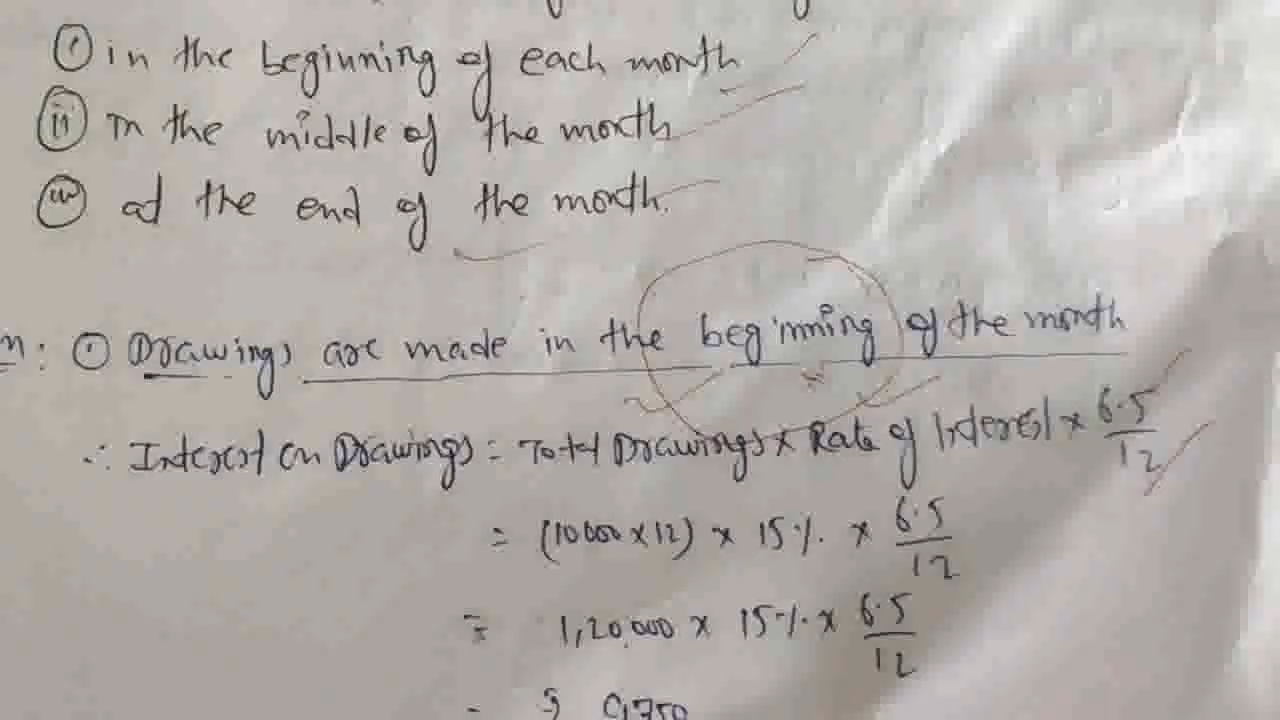 (i) in the beginning of each month
(ii) in the middle of the month
(iii) at the end of the month.
n: (i) Drawings are made in the beginning of the month
∴ Interest on Drawings = Total Drawings x Rate of Interest x 6.5/12
= (10000 x 12) x 15% x 6.5/12
= 1,20,000 x 15% x 6.5/12
= 9,750